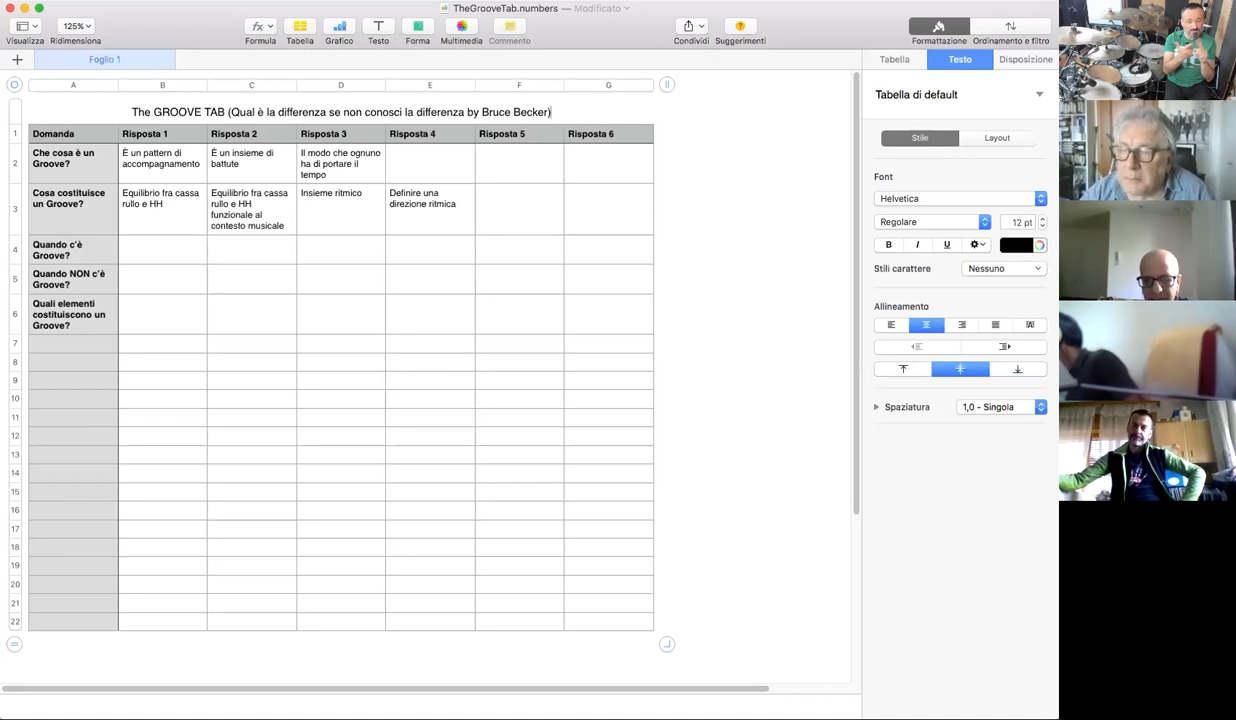 TheGrooveTab.numbers — Modificato
125%
Visualizza
Ridimensiona
Formula
Tabella
Grafico
Testo
Forma
Multimedia
Commento
Condividi
Suggerimenti
Formattazione
Ordinamento e filtro
Foglio 1
Tabella
Testo
Disposizione
A B C D E F G
The GROOVE TAB (Qual è la differenza se non conosci la differenza by Bruce Becker)
1 Domanda Risposta 1 Risposta 2 Risposta 3 Risposta 4 Risposta 5 Risposta 6
2
Che cosa è un
Groove?
È un pattern di
accompagnamento
È un insieme di
battute
Il modo che ognuno
ha di portare il
tempo
3
Cosa costituisce
un Groove?
Equilibrio fra cassa
rullo e HH
Equilibrio fra cassa
rullo e HH
funzionale al
contesto musicale
Insieme ritmico
Definire una
direzione ritmica
4
Quando c'è
Groove?
5
Quando NON c'è
Groove?
6
Quali elementi
costituiscono un
Groove?
7
8
9
10
11
12
13
14
15
16
17
18
19
20
21
22
Tabella di default
Stile
Layout
Font
Helvetica
Regolare
12 pt
B I U
Stili carattere
Nessuno
Allineamento
Spaziatura
1,0 - Singola